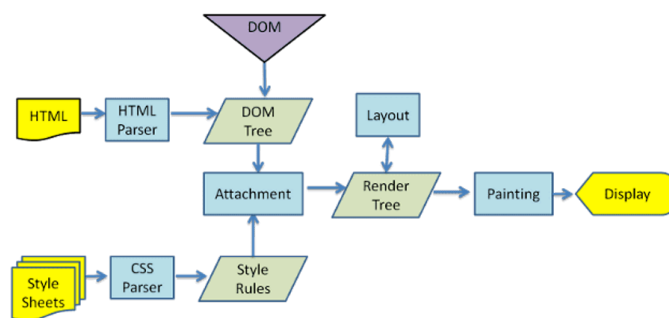 DOM
HTML
HTML
Parser
DOM
Tree
Layout
Attachment
Render
Tree
Painting
Display
Style
Sheets
CSS
Parser
Style
Rules